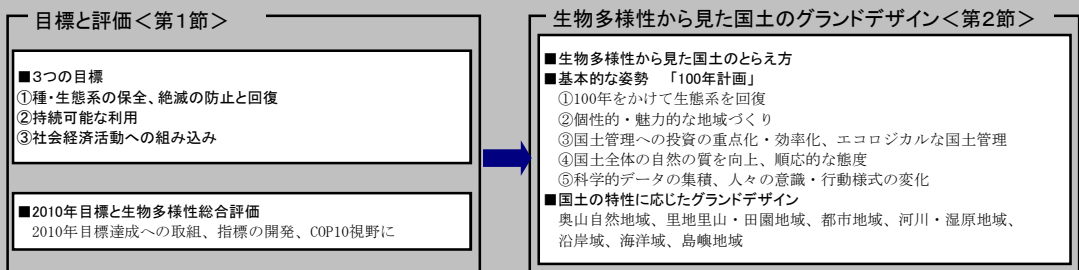 目標と評価＜第１節＞
■３つの目標
①種・生態系の保全、絶滅の防止と回復
②持続可能な利用
③社会経済活動への組み込み
■2010年目標と生物多様性総合評価
2010年目標達成への取組、指標の開発、COP10視野に
生物多様性から見た国土のグランドデザイン＜第２節＞
■生物多様性から見た国土のとらえ方
■基本的な姿勢　「100年計画」
①100年をかけて生態系を回復
②個性的・魅力的な地域づくり
③国土管理への投資の重点化・効率化、エコロジカルな国土管理
④国土全体の自然の質を向上、順応的な態度
⑤科学的データの集積、人々の意識・行動様式の変化
■国土の特性に応じたグランドデザイン
奥山自然地域、里地里山・田園地域、都市地域、河川・湿原地域、
沿岸域、海洋域、島嶼地域